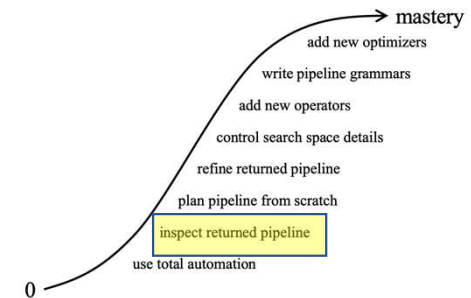 mastery
add new optimizers
write pipeline grammars
add new operators
control search space details
refine returned pipeline
plan pipeline from scratch
inspect returned pipeline
use total automation
0